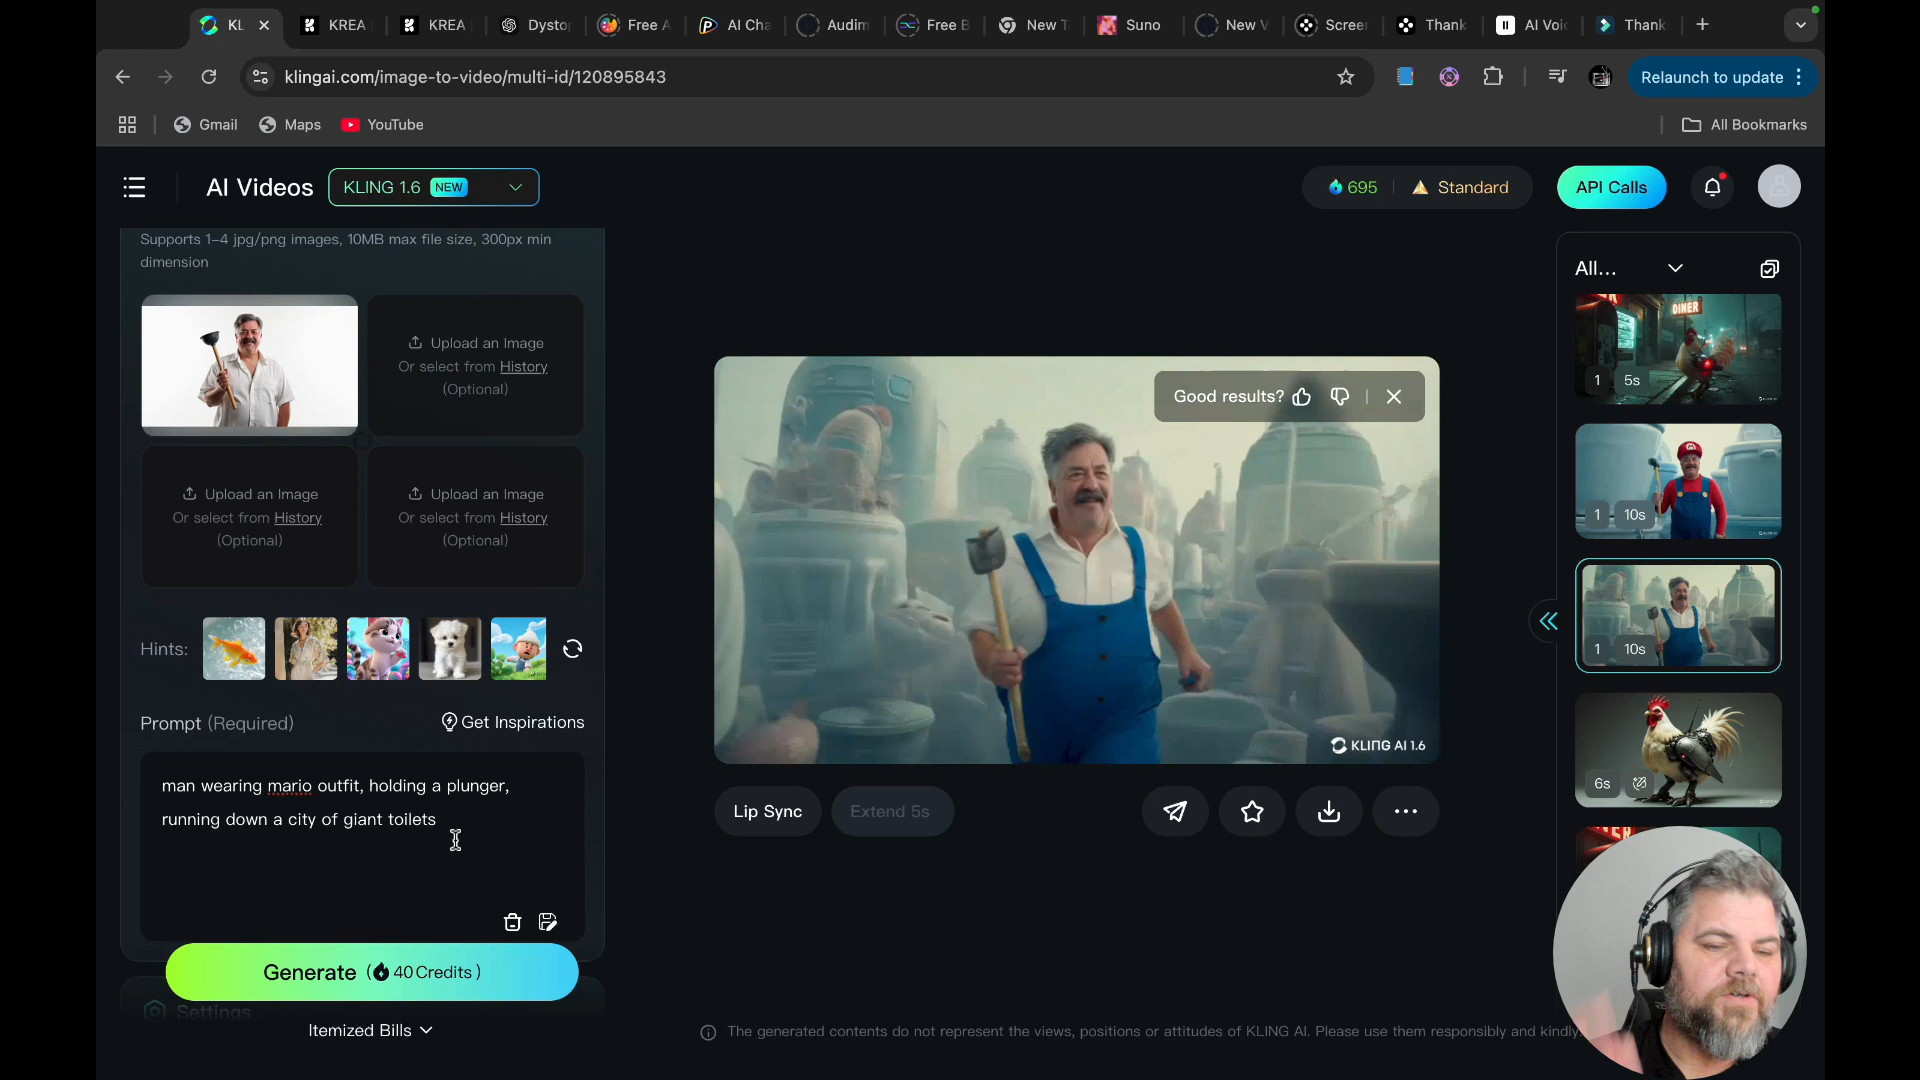 KL
KREA
KREA
Dysto
Free A
AI Cha
Audim
Free B
New T
Suno
New V
Scree
Thank
AI Voi
Thank
klingai.com/image-to-video/multi-id/120895843
Relaunch to update
Gmail
Maps
YouTube
All Bookmarks
AI Videos
KLING 1.6 NEW
695
Standard
API Calls
Supports 1–4 jpg/png images, 10MB max file size, 300px min
dimension
Upload an Image
Or select from History
(Optional)
Upload an Image
Or select from History
(Optional)
Upload an Image
Or select from History
(Optional)
Hints:
Prompt (Required)
Get Inspirations
man wearing mario outfit, holding a plunger,
running down a city of giant toilets
Generate ( 40 Credits )
Settings
Itemized Bills
Good results?
KLING AI 1.6
Lip Sync
Extend 5s
The generated contents do not represent the views, positions or attitudes of KLING AI. Please use them responsibly and kindly.
All...
DINER
1 5s
1 10s
1 10s
6s